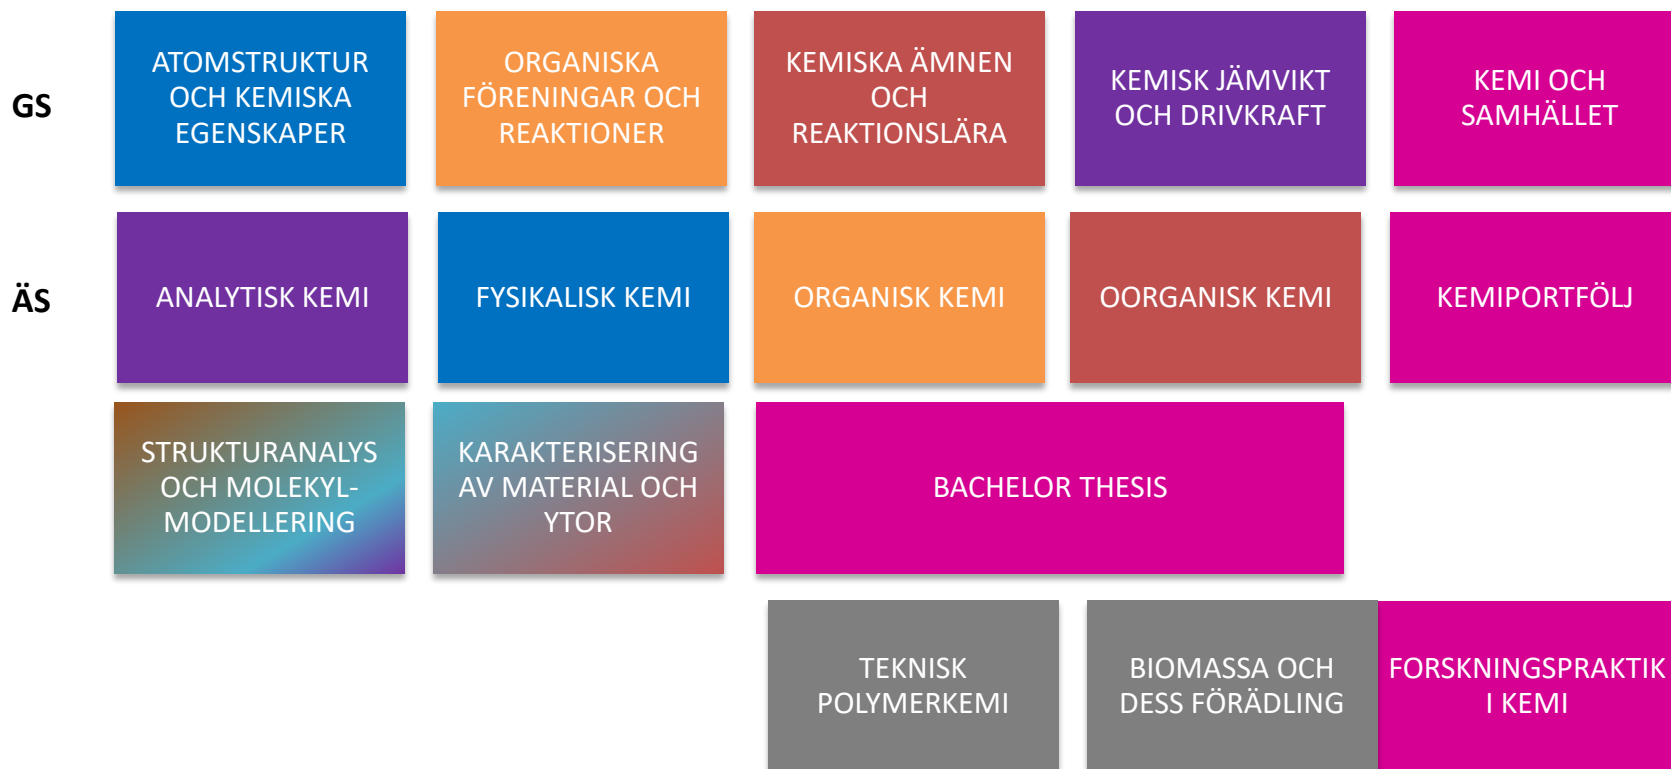 GS
ATOMSTRUKTUR
OCH KEMISKA
EGENSKAPER
ORGANISKA
FÖRENINGAR OCH
REAKTIONER
KEMISKA ÄMNEN
OCH
REAKTIONSLÄRA
KEMISK JÄMVIKT
OCH DRIVKRAFT
KEMI OCH
SAMHÄLLET
ÄS
ANALYTISK KEMI
FYSIKALISK KEMI
ORGANISK KEMI
OORGANISK KEMI
KEMIPORTFÖLJ
STRUKTURANALYS
OCH MOLEKYL-
MODELLERING
KARAKTERISERING
AV MATERIAL OCH
YTOR
BACHELOR THESIS
TEKNISK
POLYMERKEMI
BIOMASSA OCH
DESS FÖRÄDLING
FORSKNINGSPRAKTIK
I KEMI